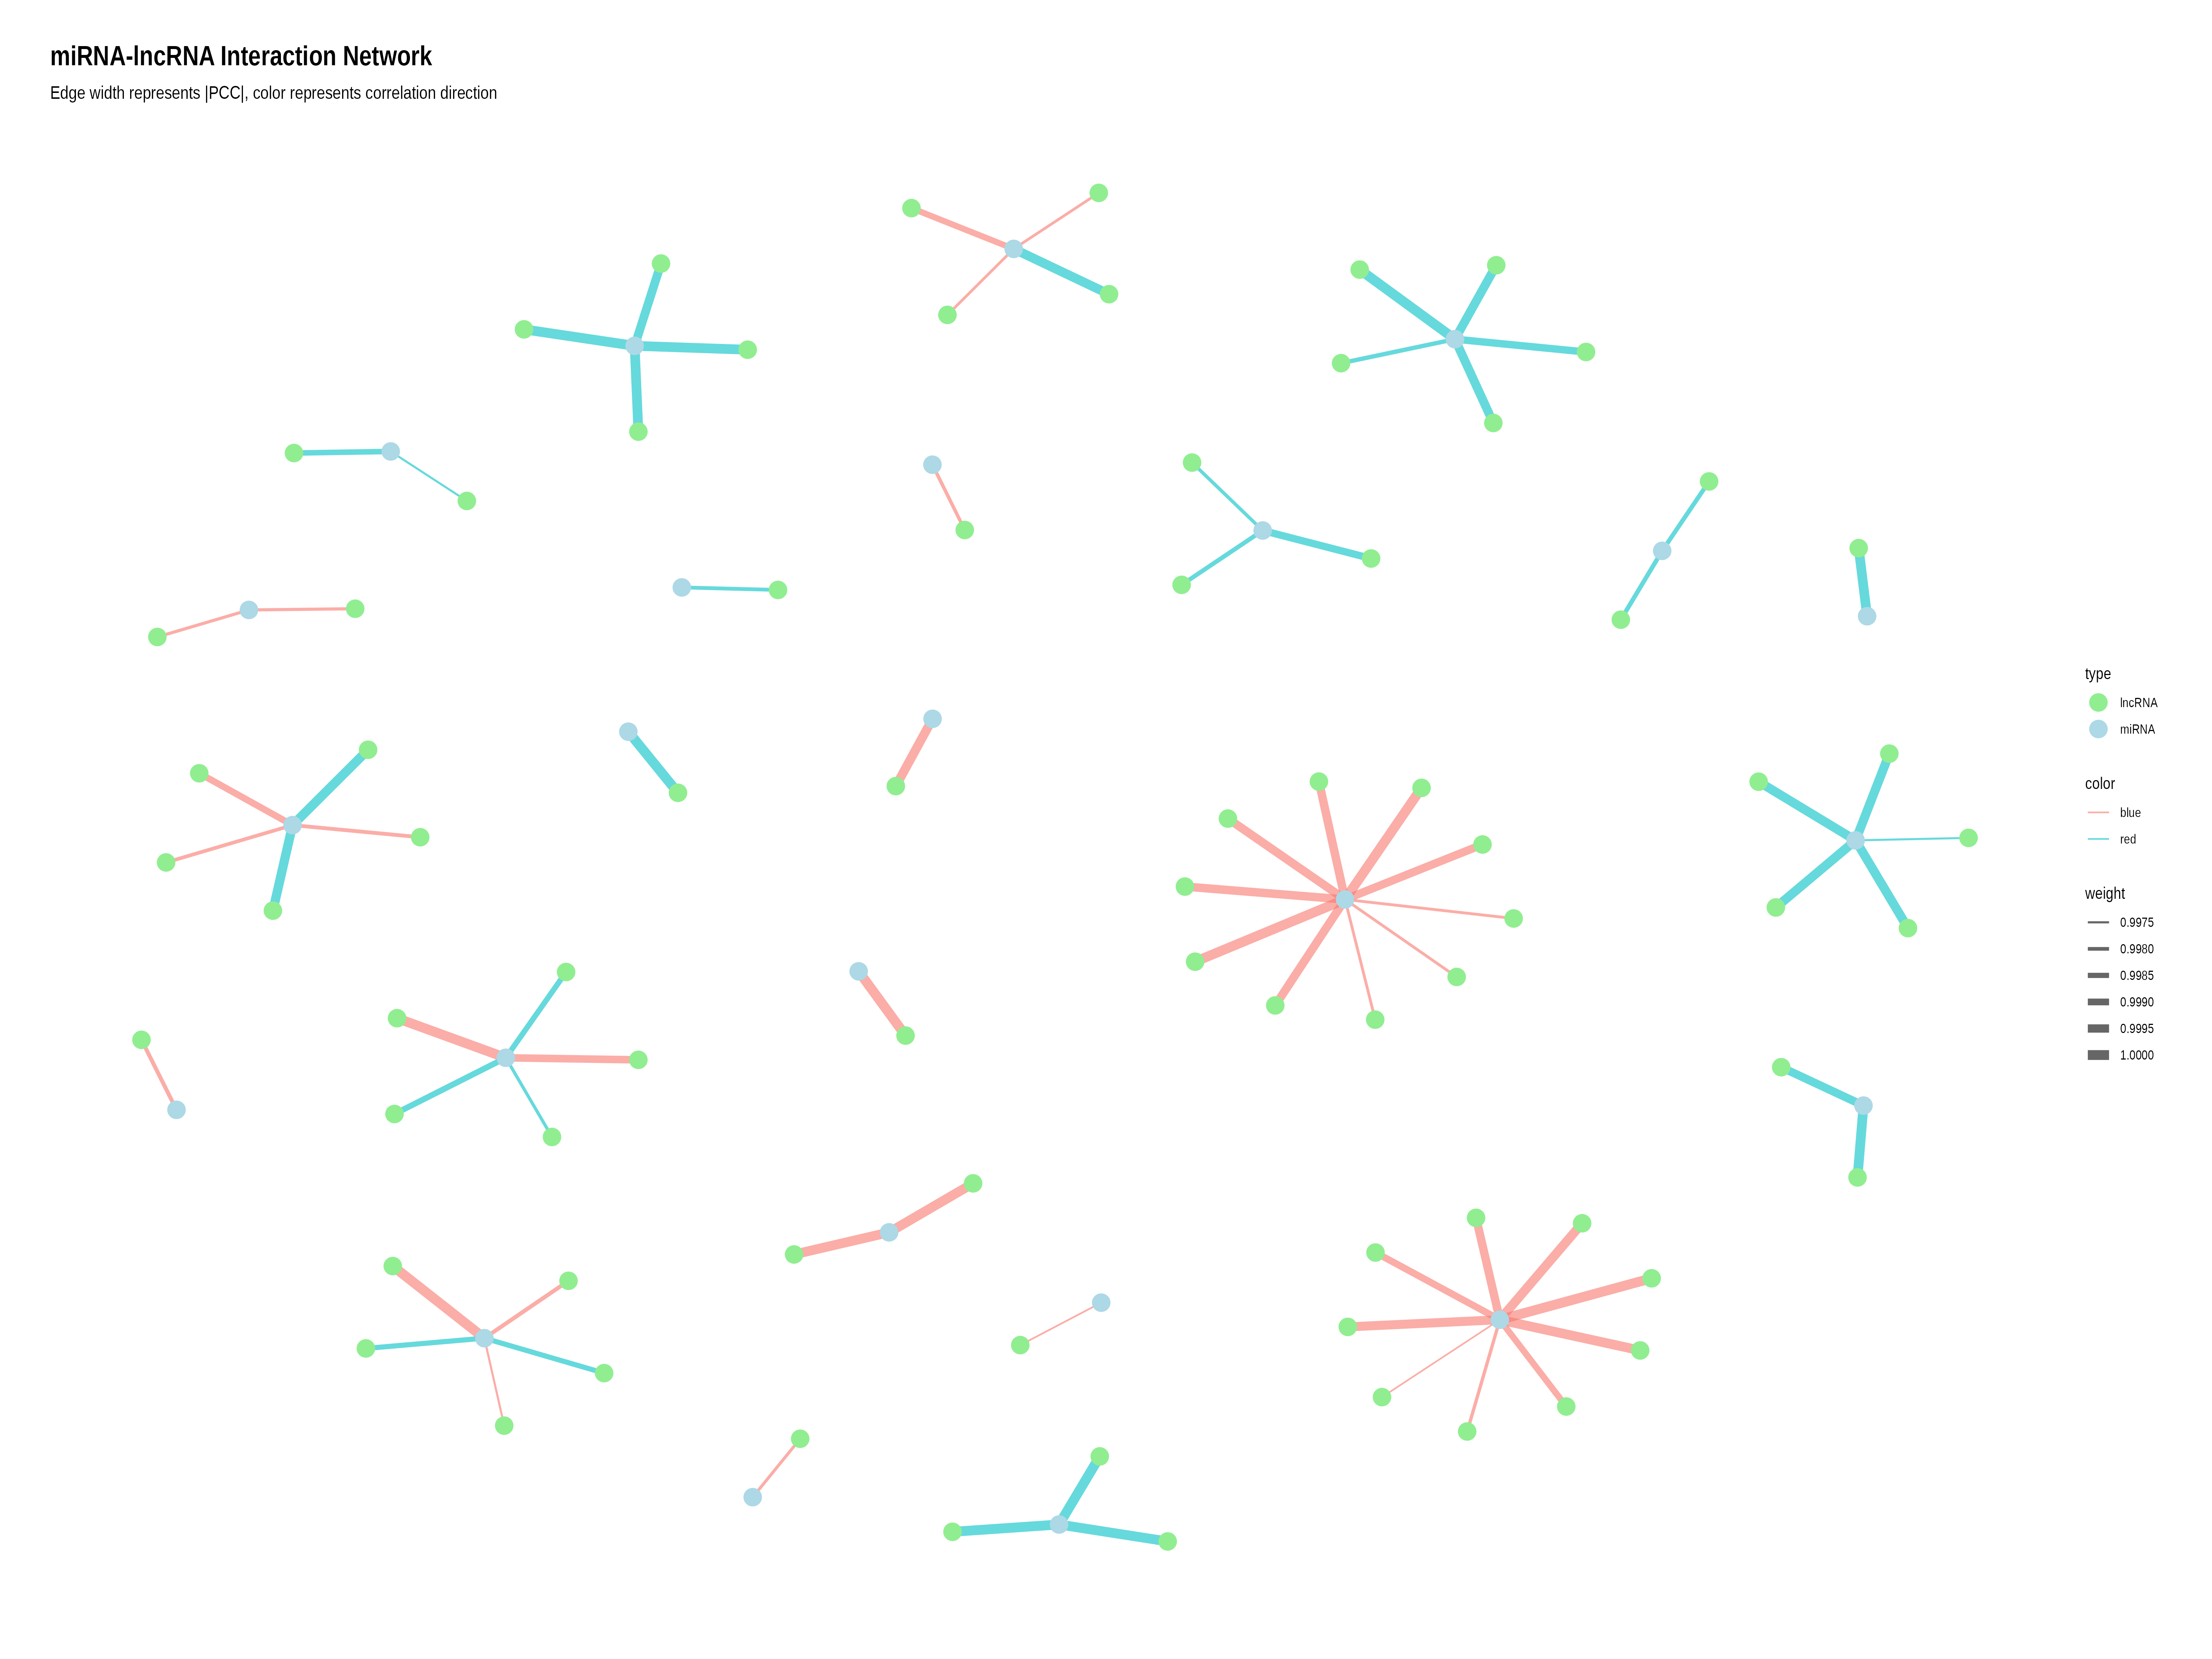 miRNA-lncRNA Interaction Network
Edge width represents |PCC|, color represents correlation direction
type
lncRNA
miRNA
color
blue
red
weight
0.9975
0.9980
0.9985
0.9990
0.9995
1.0000